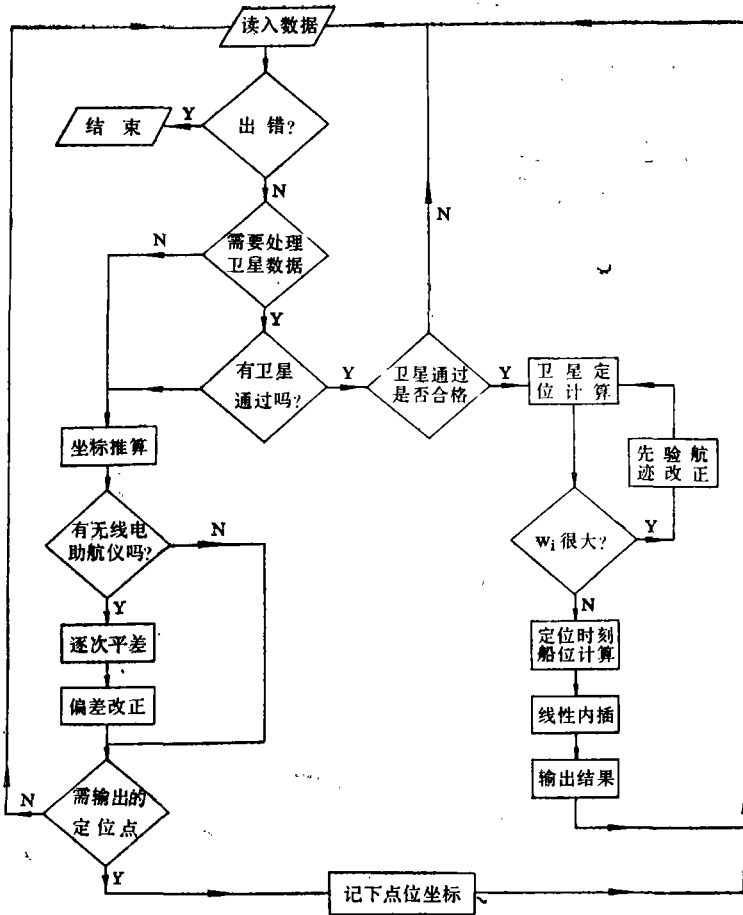 读入数据
出错?
Y
结束
N
需要处理
卫星数据
N
Y
有卫星
通过吗?
Y
卫星通过
是否合格
N
Y
卫星定
位计算
先验航
迹改正
wi很大?
Y
N
定位时刻
船位计算
线性内插
输出结果
坐标推算
有无线电
助航仪吗?
N
Y
逐次平差
偏差改正
需输出的
定位点
N
Y
记下点位坐标